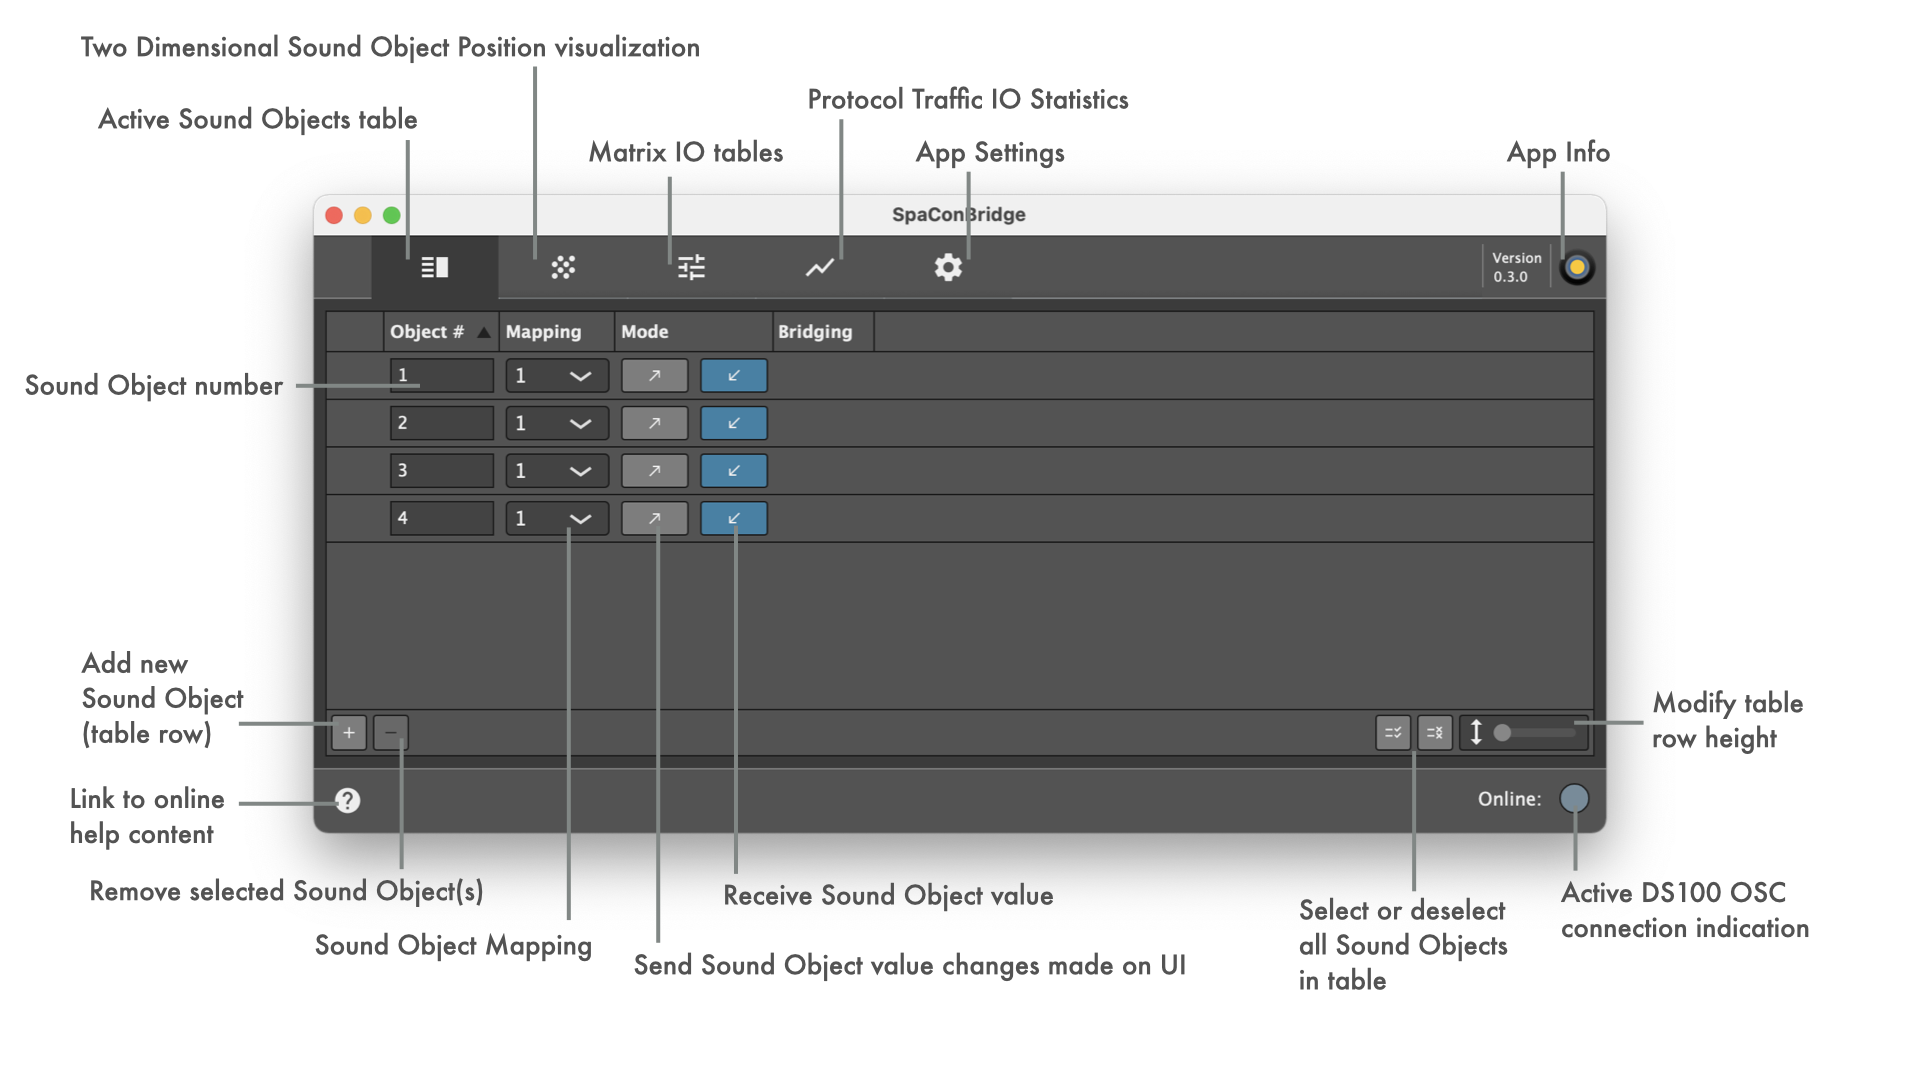 Two Dimensional Sound Object Position visualization
Active Sound Objects table
Protocol Traffic IO Statistics
Matrix IO tables
App Settings
App Info
SpaConBridge
Version
0.3.0
Object #
Mapping
Mode
Bridging
Sound Object number
1
1
2
1
3
1
4
1
Add new
Sound Object
(table row)
Modify table
row height
Link to online
help content
?
Online:
Remove selected Sound Object(s)
Receive Sound Object value
Active DS100 OSC
connection indication
Select or deselect
all Sound Objects
in table
Sound Object Mapping
Send Sound Object value changes made on UI